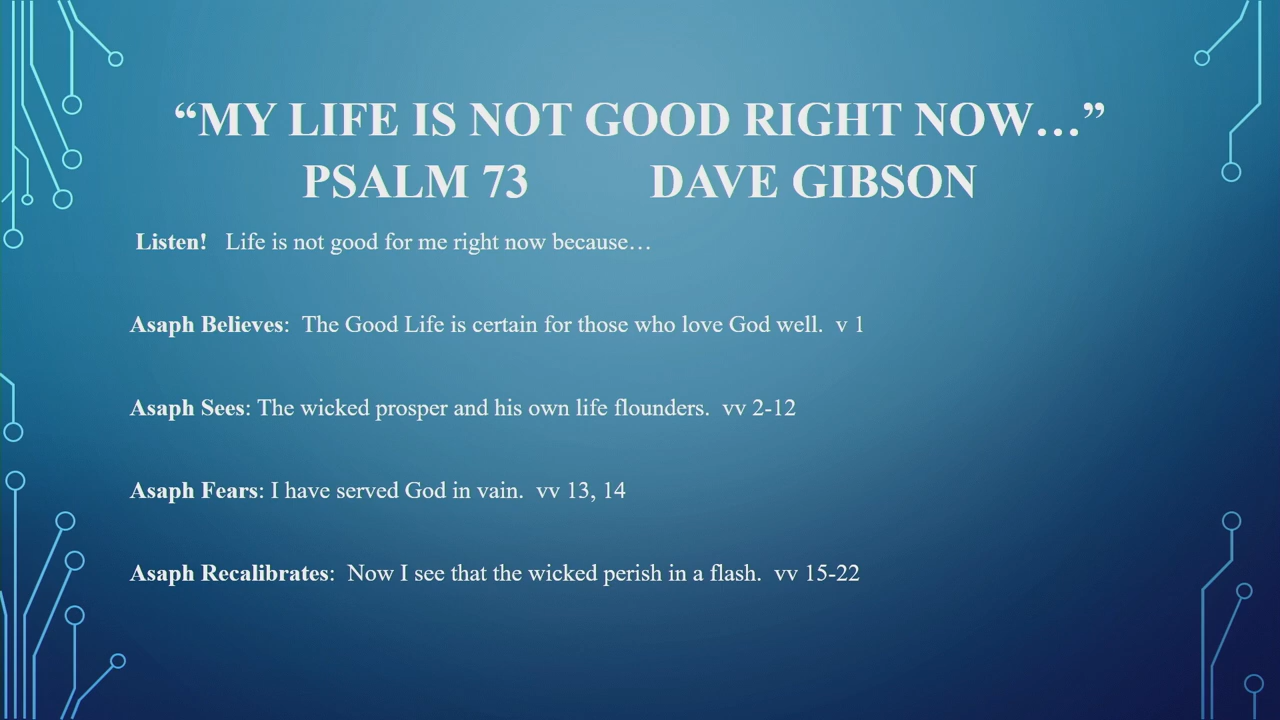 “MY LIFE IS NOT GOOD RIGHT NOW…”
PSALM 73 DAVE GIBSON
Listen! Life is not good for me right now because…
Asaph Believes: The Good Life is certain for those who love God well. v 1
Asaph Sees: The wicked prosper and his own life flounders. vv 2-12
Asaph Fears: I have served God in vain. vv 13, 14
Asaph Recalibrates: Now I see that the wicked perish in a flash. vv 15-22